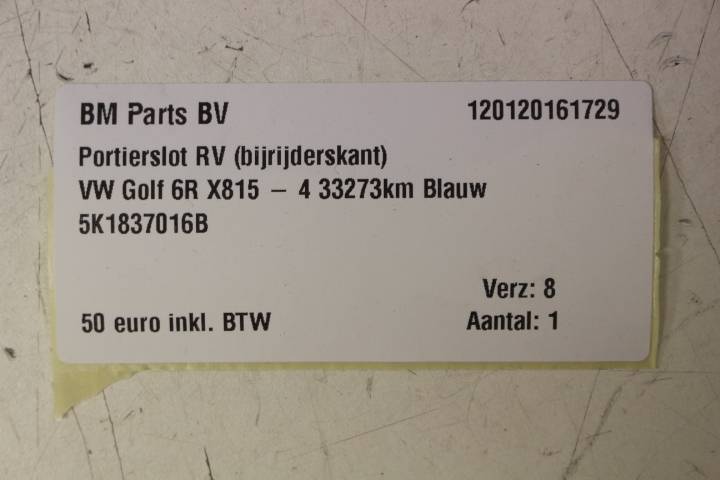 BM Parts BV 120120161729
Portierslot RV (bijrijderskant)
VW Golf 6R X815 – 4 33273km Blauw
5K1837016B
Verz: 8
50 euro inkl. BTW Aantal: 1